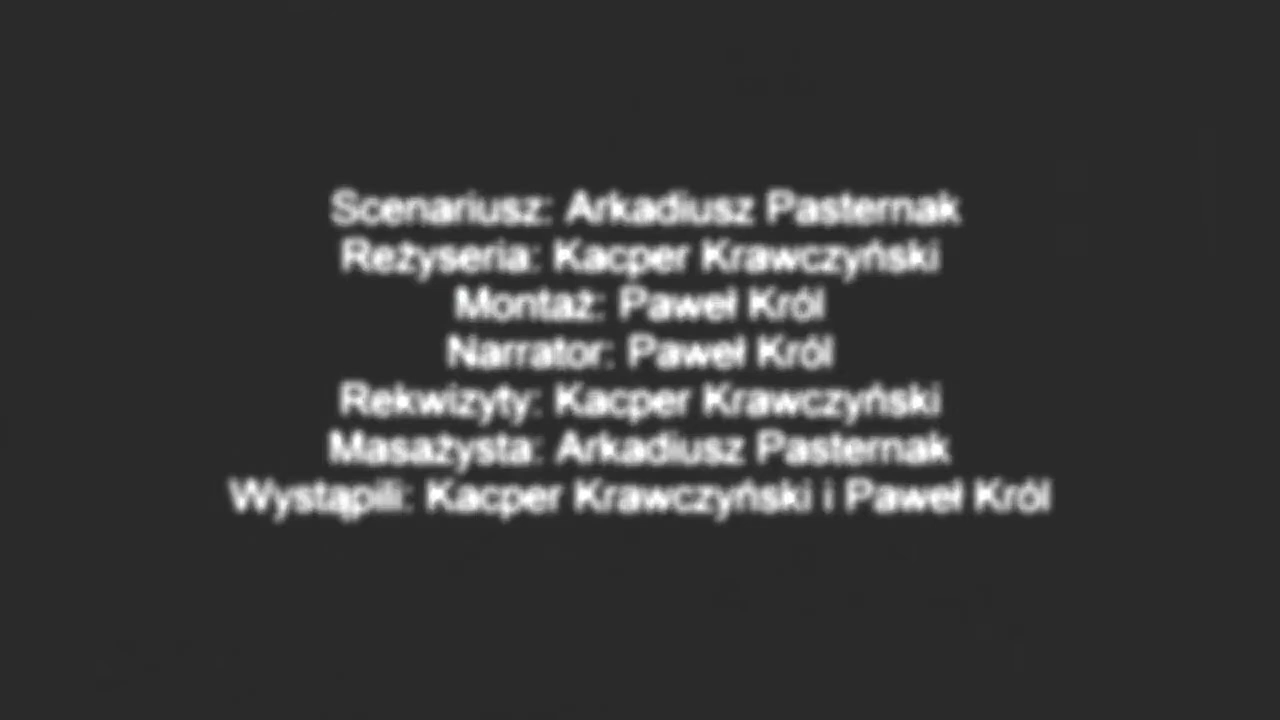 Scenariusz: Arkadiusz Pasternak
Reżyseria: Kacper Krawczyński
Montaż: Paweł Król
Narrator: Paweł Król
Rekwizyty: Kacper Krawczyński
Masażysta: Arkadiusz Pasternak
Wystąpili: Kacper Krawczyński i Paweł Król